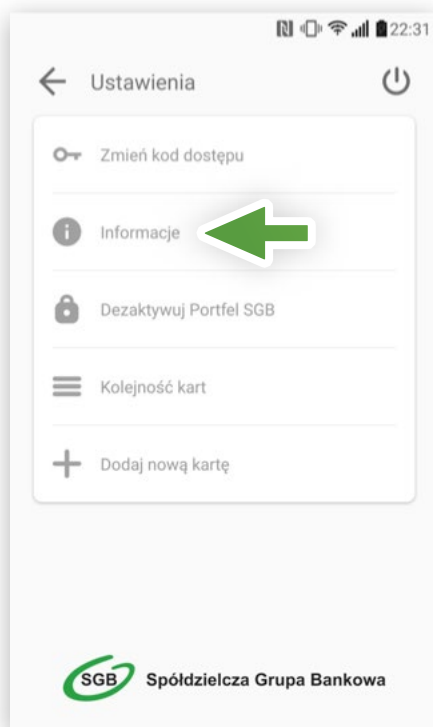 22:31
Ustawienia
Zmień kod dostępu
Informacje
Dezaktywuj Portfel SGB
Kolejność kart
Dodaj nową kartę
SGB Spółdzielcza Grupa Bankowa